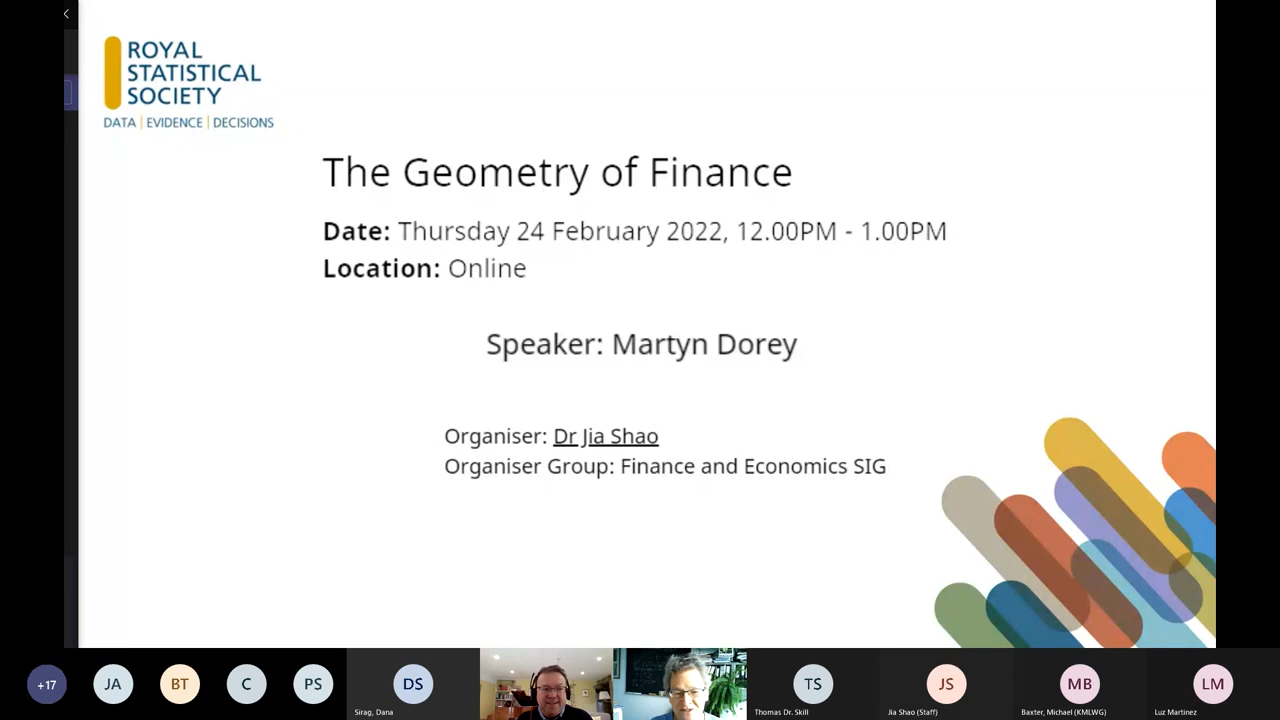 ROYAL
STATISTICAL
SOCIETY
DATA | EVIDENCE | DECISIONS
The Geometry of Finance
Date: Thursday 24 February 2022, 12.00PM - 1.00PM
Location: Online
Speaker: Martyn Dorey
Organiser: Dr Jia Shao
Organiser Group: Finance and Economics SIG
+17
JA
BT
C
PS
DS
TS
JS
MB
LM
Sirag, Dana
Thomas Dr. Skill
Jia Shao (Staff)
Baxter, Michael (KMLWG)
Luz Martinez